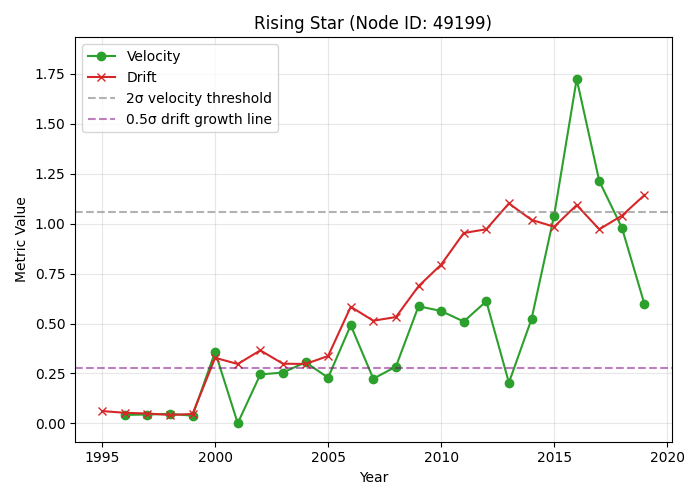 Rising Star (Node ID: 49199)
Velocity
Drift
2σ velocity threshold
0.5σ drift growth line
Metric Value
1.75
1.50
1.25
1.00
0.75
0.50
0.25
0.00
1995 2000 2005 2010 2015 2020
Year